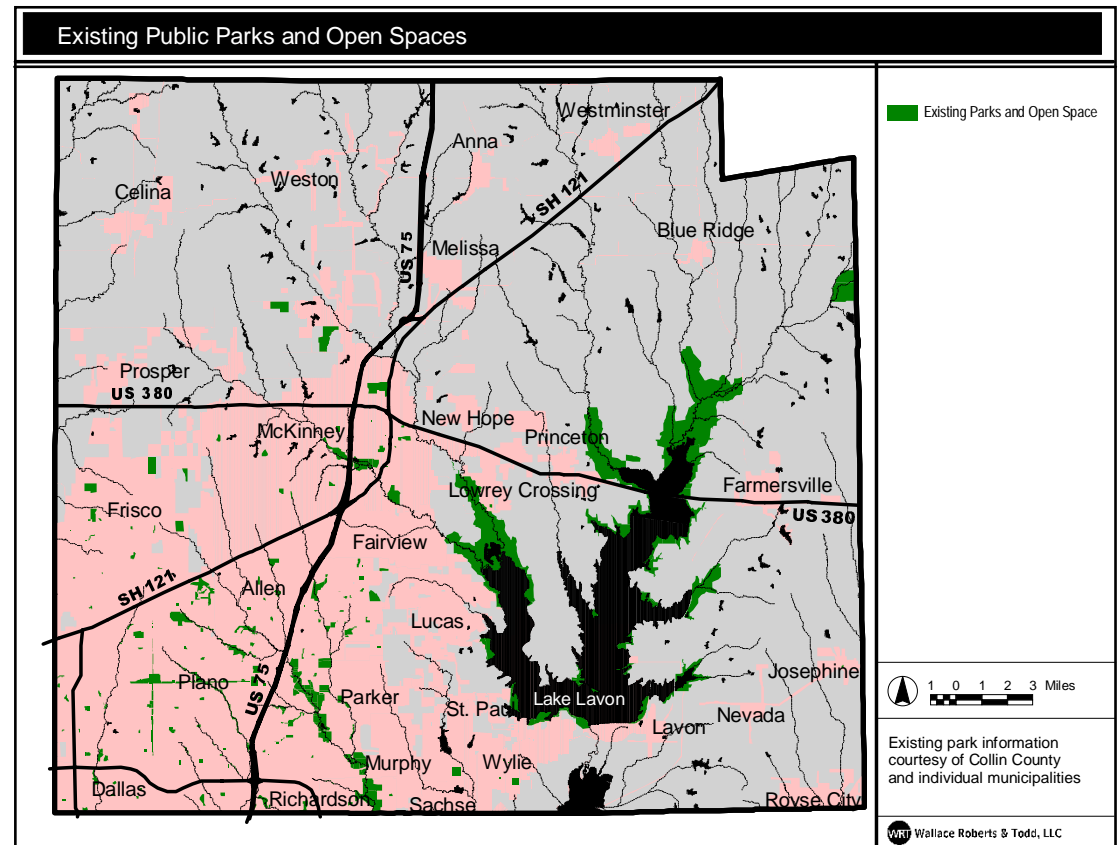 Existing Public Parks and Open Spaces
Westminster
Anna
SH 121
Weston
Celina
Blue Ridge
US 75
Melissa
Prosper
US 380
New Hope
McKinney
Princeton
Lowrey Crossing
Farmersville
US 380
Frisco
Fairview
SH 121
Allen
Lucas
Plano
US 75
Parker
St. Paul
Lake Lavon
Josephine
Nevada
Lavon
Murphy
Wylie
Dallas
Richardson
Sachse
Royse City
Existing Parks and Open Space
1 0 1 2 3 Miles
Existing park information
courtesy of Collin County
and individual municipalities
WRT Wallace Roberts & Todd, LLC